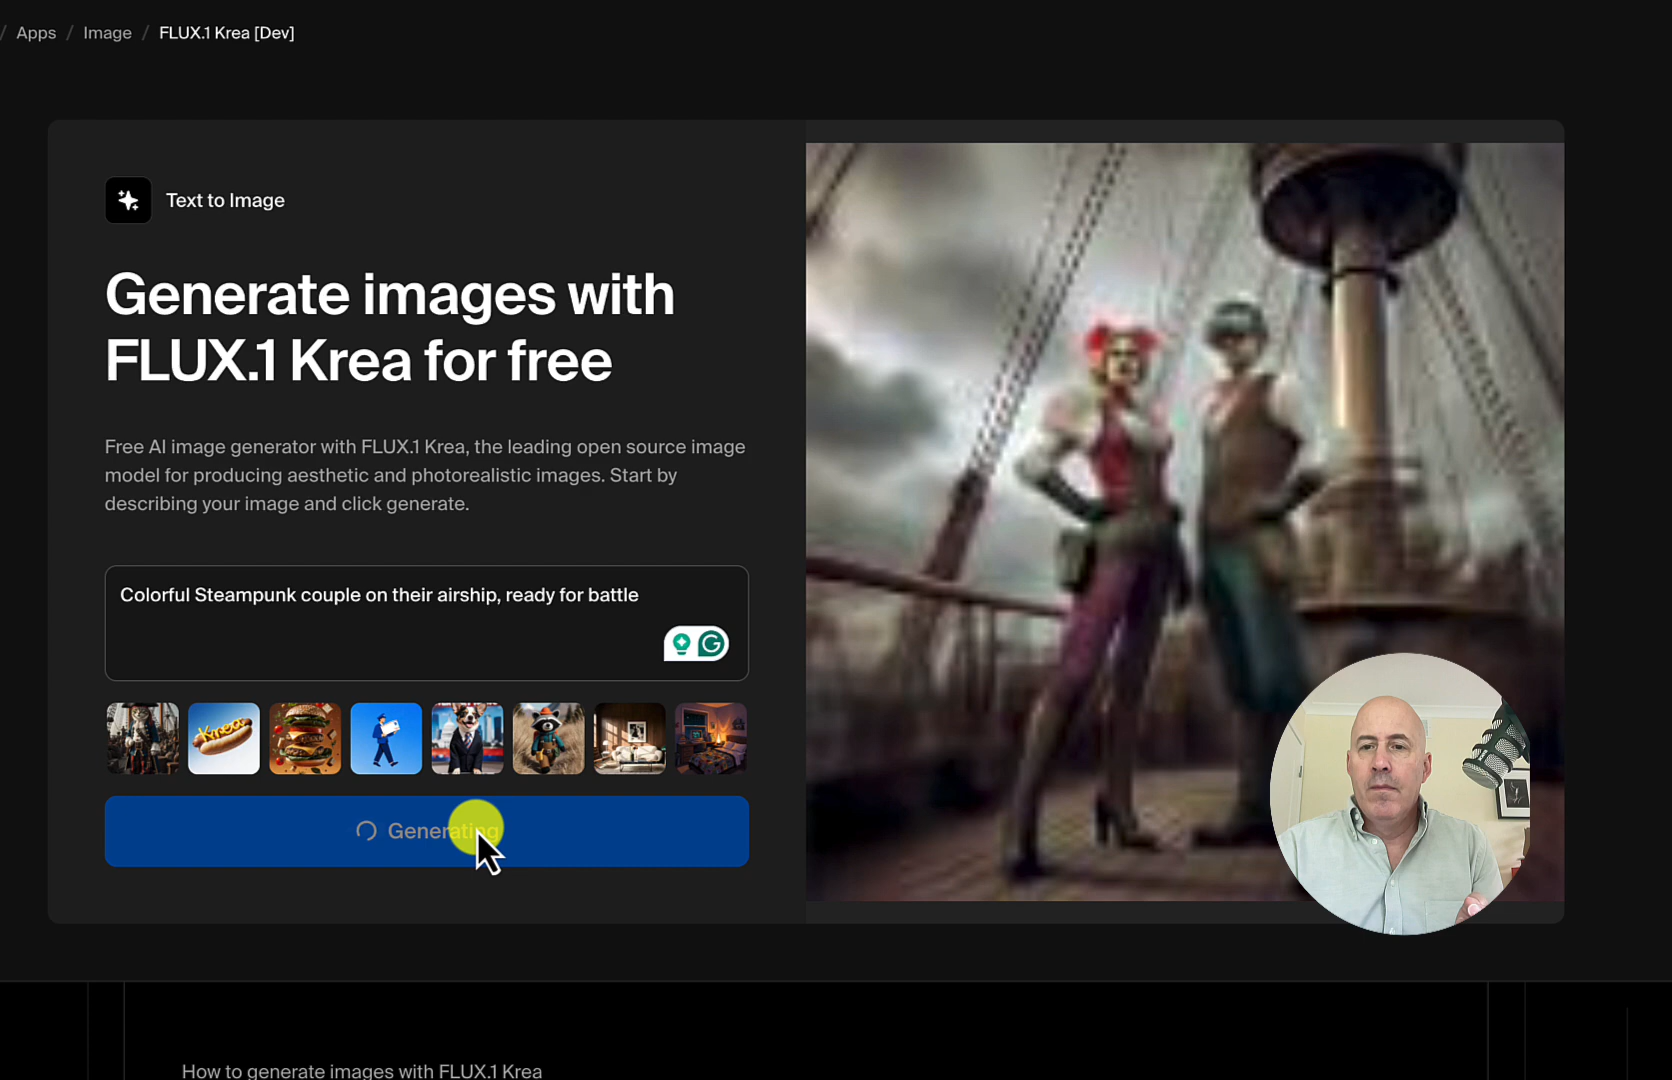 / Apps / Image / FLUX.1 Krea [Dev]
Text to Image
Generate images with
FLUX.1 Krea for free
Free AI image generator with FLUX.1 Krea, the leading open source image
model for producing aesthetic and photorealistic images. Start by
describing your image and click generate.
Colorful Steampunk couple on their airship, ready for battle
Krea
Generating
How to generate images with FLUX.1 Krea